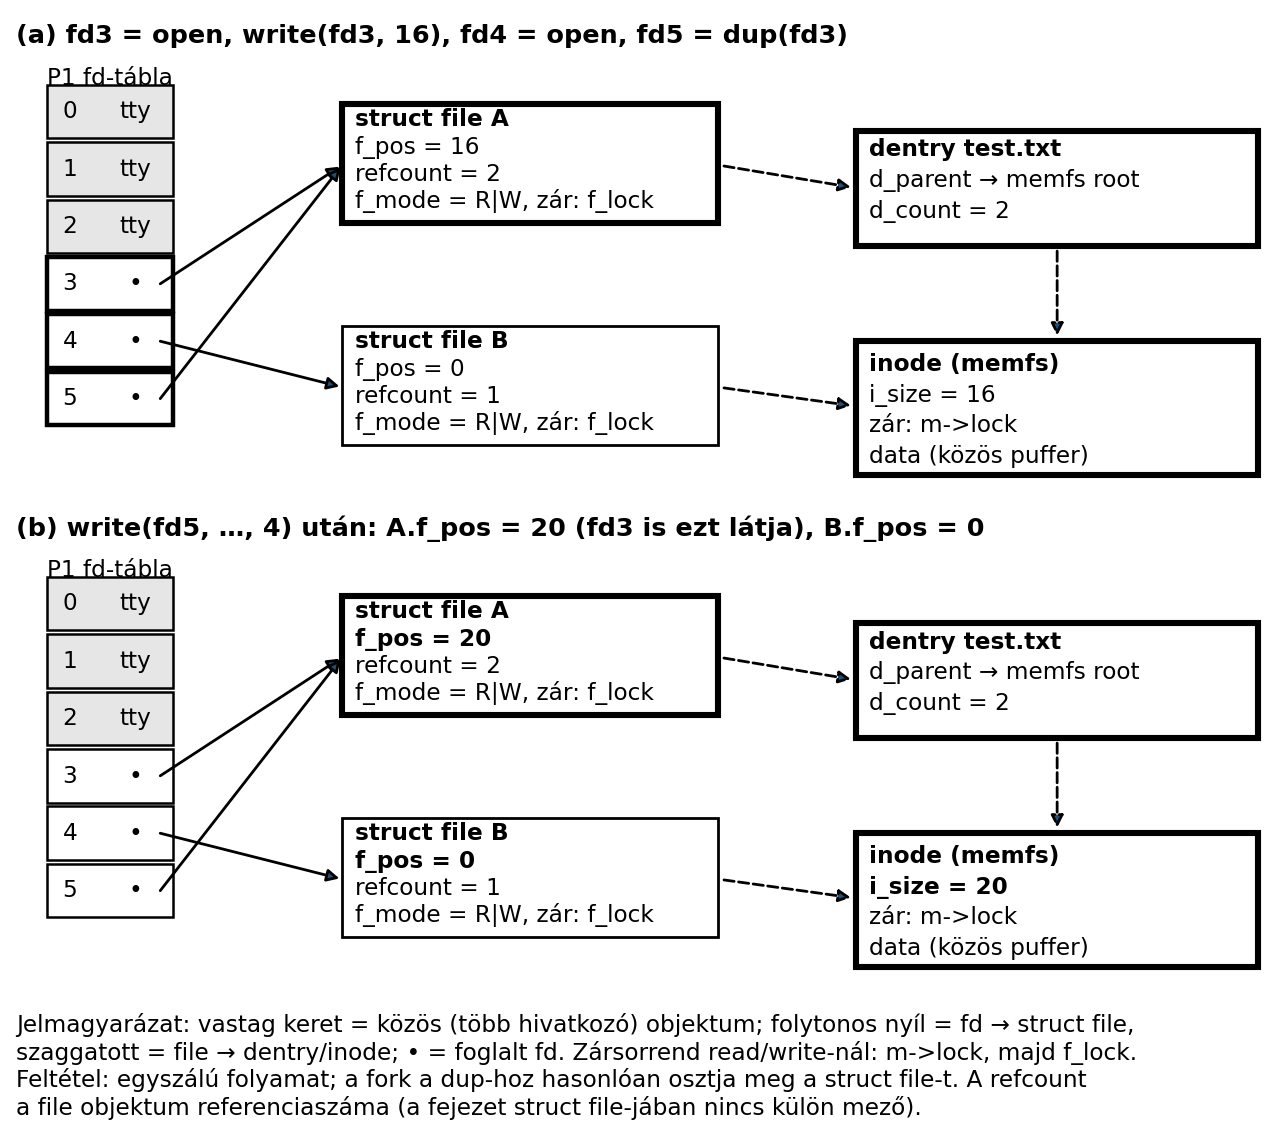 (a) fd3 = open, write(fd3, 16), fd4 = open, fd5 = dup(fd3)
P1 fd-tábla
0 tty
1 tty
2 tty
3 •
4 •
5 •
struct file A
f_pos = 16
refcount = 2
f_mode = R|W, zár: f_lock
struct file B
f_pos = 0
refcount = 1
f_mode = R|W, zár: f_lock
dentry test.txt
d_parent → memfs root
d_count = 2
inode (memfs)
i_size = 16
zár: m->lock
data (közös puffer)
(b) write(fd5, …, 4) után: A.f_pos = 20 (fd3 is ezt látja), B.f_pos = 0
P1 fd-tábla
0 tty
1 tty
2 tty
3 •
4 •
5 •
struct file A
f_pos = 20
refcount = 2
f_mode = R|W, zár: f_lock
struct file B
f_pos = 0
refcount = 1
f_mode = R|W, zár: f_lock
dentry test.txt
d_parent → memfs root
d_count = 2
inode (memfs)
i_size = 20
zár: m->lock
data (közös puffer)
Jelmagyarázat: vastag keret = közös (több hivatkozó) objektum; folytonos nyíl = fd → struct file,
szaggatott = file → dentry/inode; • = foglalt fd. Zársorrend read/write-nál: m->lock, majd f_lock.
Feltétel: egyszálú folyamat; a fork a dup-hoz hasonlóan osztja meg a struct file-t. A refcount
a file objektum referenciaszáma (a fejezet struct file-jában nincs külön mező).